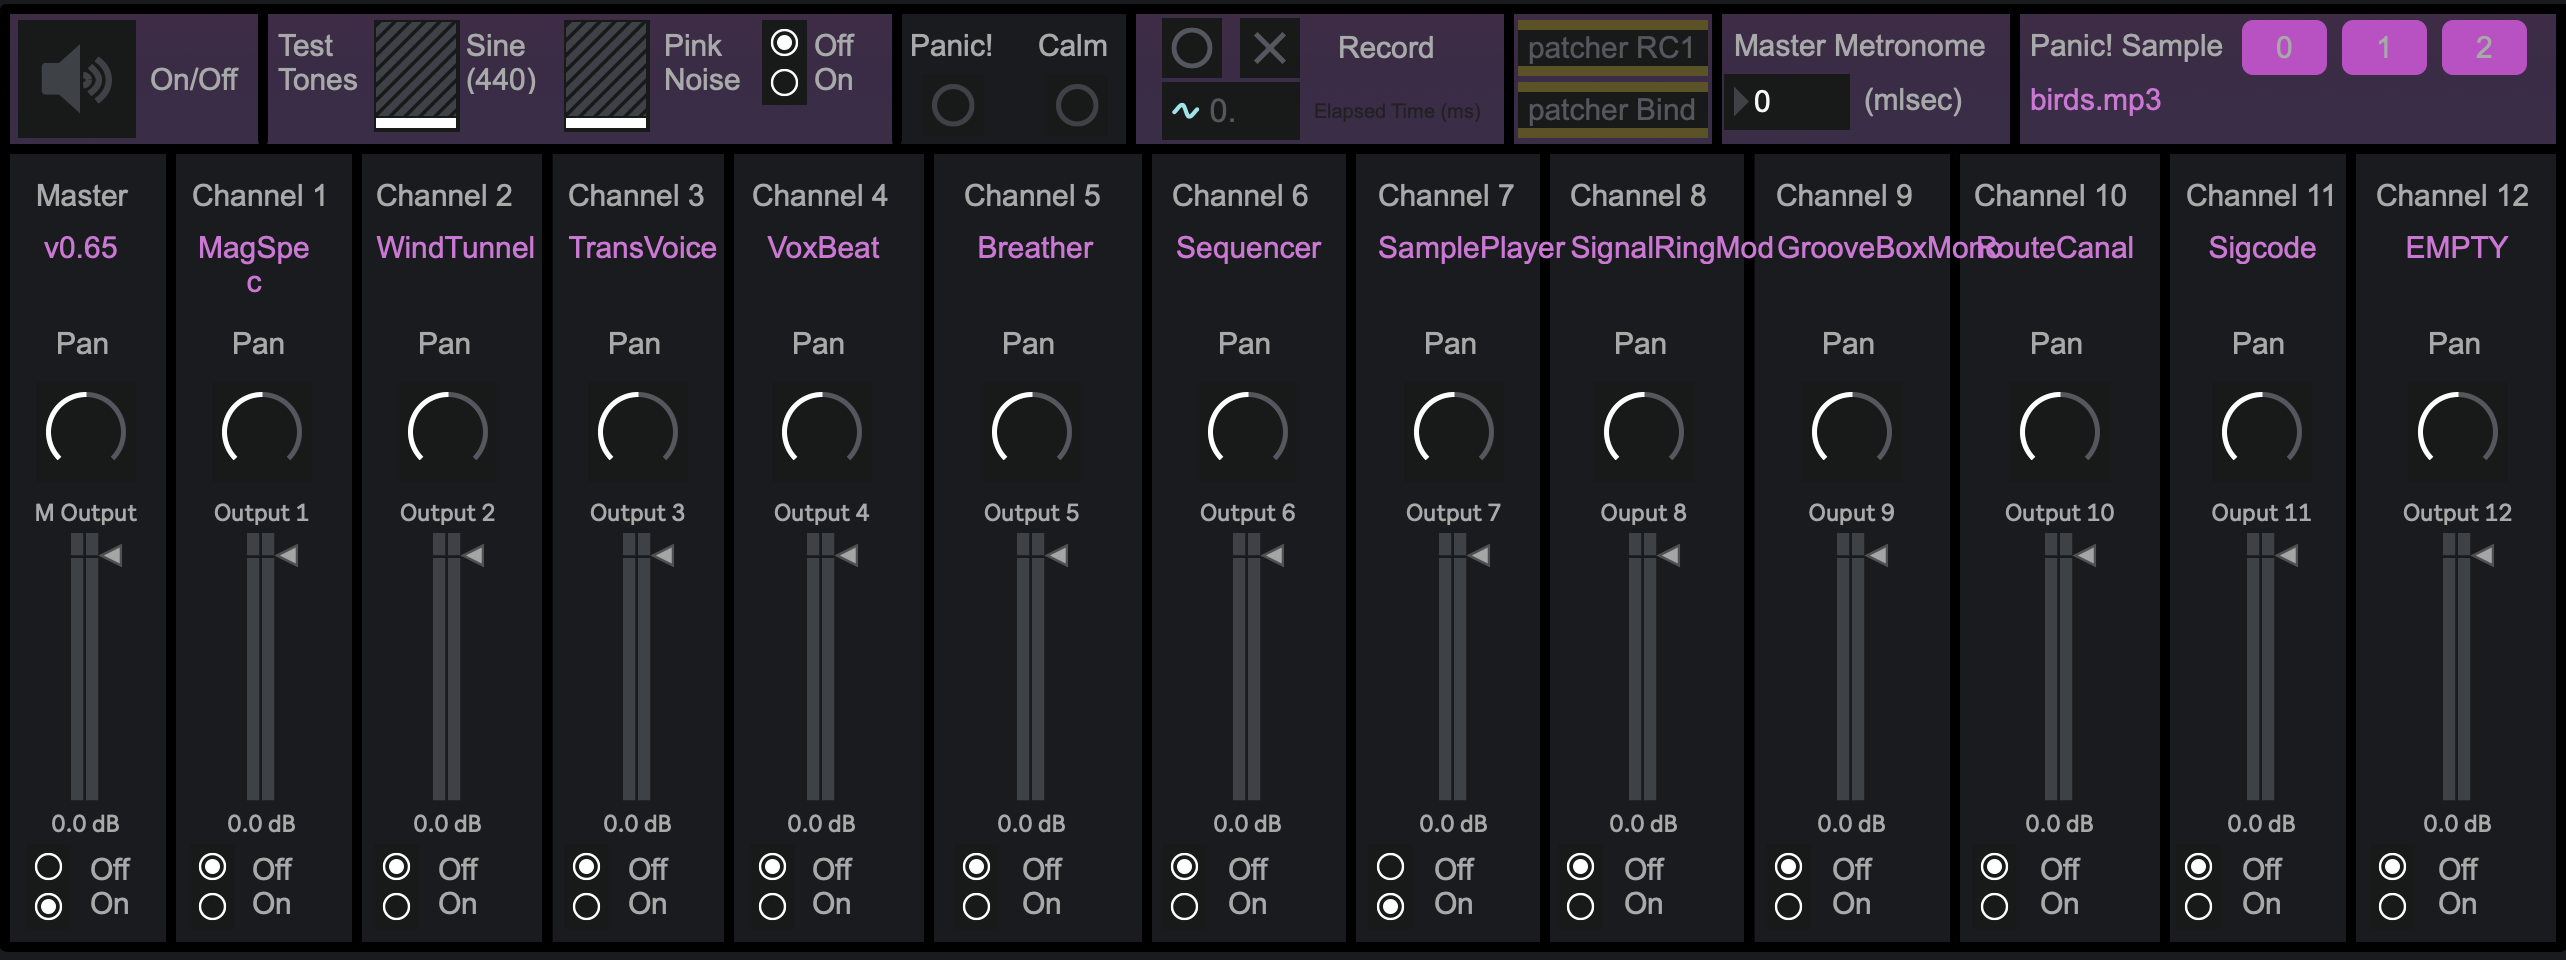 On/Off
Test
Tones
Sine
(440)
Pink
Noise
Off
On
Panic!
Calm
Record
0.
Elapsed Time (ms)
patcher RC1
patcher Bind
Master Metronome
0
(mlsec)
Panic! Sample
0
1
2
birds.mp3
Master
v0.65
Pan
M Output
0.0 dB
Off
On
Channel 1
MagSpe
c
Pan
Output 1
0.0 dB
Off
On
Channel 2
WindTunnel
Pan
Output 2
0.0 dB
Off
On
Channel 3
TransVoice
Pan
Output 3
0.0 dB
Off
On
Channel 4
VoxBeat
Pan
Output 4
0.0 dB
Off
On
Channel 5
Breather
Pan
Output 5
0.0 dB
Off
On
Channel 6
Sequencer
Pan
Output 6
0.0 dB
Off
On
Channel 7
SamplePlayer
Pan
Output 7
0.0 dB
Off
On
Channel 8
SignalRingMod
Pan
Ouput 8
0.0 dB
Off
On
Channel 9
GrooveBoxMono
Pan
Ouput 9
0.0 dB
Off
On
Channel 10
RouteCanal
Pan
Output 10
0.0 dB
Off
On
Channel 11
Sigcode
Pan
Ouput 11
0.0 dB
Off
On
Channel 12
EMPTY
Pan
Output 12
0.0 dB
Off
On